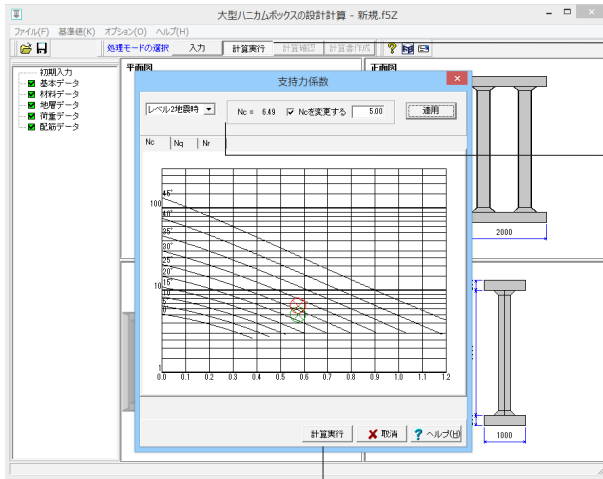 大型ハニカムボックスの設計計算 - 新規.f5Z
ファイル(F) 基準値(K) オプション(O) ヘルプ(H)
処理モードの選択 入力 計算実行 計算確認 計算書作成
初期入力
基本データ
材料データ
地層データ
荷重データ
配筋データ
平面図
正面図
支持力係数
レベル2地震時
Nc = 6.49 Ncを変更する 5.00 適用
Nc Nq Nr
45°
100
40°
35°
30°
25°
20°
10 15°
10°
5°
0°
1
0.0 0.1 0.2 0.3 0.4 0.5 0.6 0.7 0.8 0.9 1.0 1.1 1.2
計算実行 取消 ヘルプ(H)
2000
1000